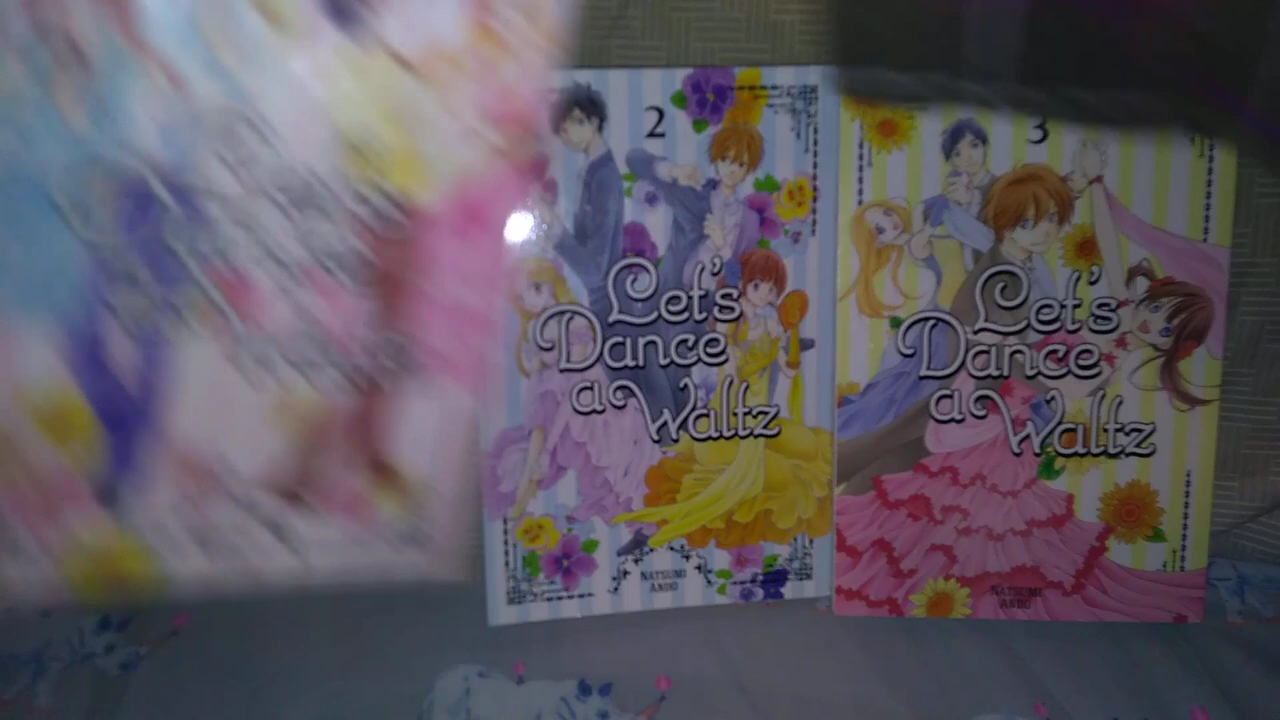 2
Let's
Dance
a Waltz
NATSUMI
ANDO
3
Let's
Dance
a Waltz
NATSUMI
ANDO